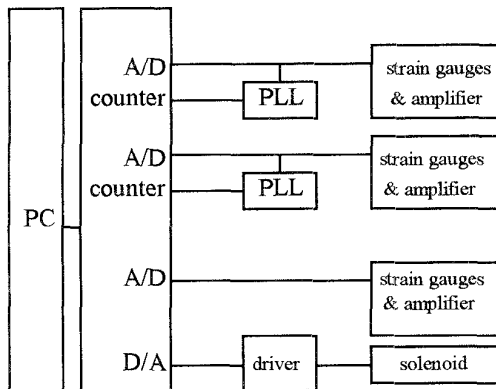 A/D
counter
PLL
strain gauges
& amplifier
A/D
counter
PLL
strain gauges
& amplifier
PC
A/D
strain gauges
& amplifier
D/A
driver
solenoid